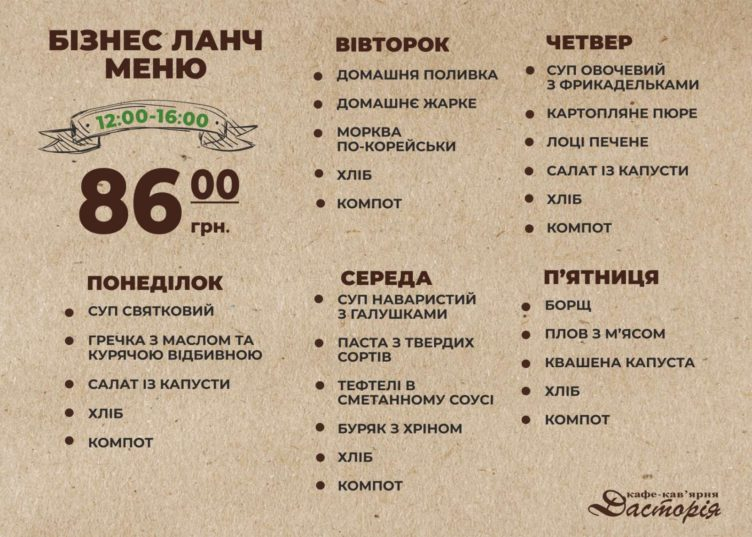 БІЗНЕС ЛАНЧ
МЕНЮ
12:00-16:00
86 00
грн.
ПОНЕДІЛОК
СУП СВЯТКОВИЙ
ГРЕЧКА З МАСЛОМ ТА
КУРЯЧОЮ ВІДБИВНОЮ
САЛАТ ІЗ КАПУСТИ
ХЛІБ
КОМПОТ
ВІВТОРОК
ДОМАШНЯ ПОЛИВКА
ДОМАШНЄ ЖАРКЕ
МОРКВА
ПО-КОРЕЙСЬКИ
ХЛІБ
КОМПОТ
СЕРЕДА
СУП НАВАРИСТИЙ
З ГАЛУШКАМИ
ПАСТА З ТВЕРДИХ
СОРТІВ
ТЕФТЕЛІ В
СМЕТАННОМУ СОУСІ
БУРЯК З ХРІНОМ
ХЛІБ
КОМПОТ
ЧЕТВЕР
СУП ОВОЧЕВИЙ
З ФРИКАДЕЛЬКАМИ
КАРТОПЛЯНЕ ПЮРЕ
ЛОЦІ ПЕЧЕНЕ
САЛАТ ІЗ КАПУСТИ
ХЛІБ
КОМПОТ
П'ЯТНИЦЯ
БОРЩ
ПЛОВ З М'ЯСОМ
КВАШЕНА КАПУСТА
ХЛІБ
КОМПОТ
кафе-кав'ярня
Дасторія